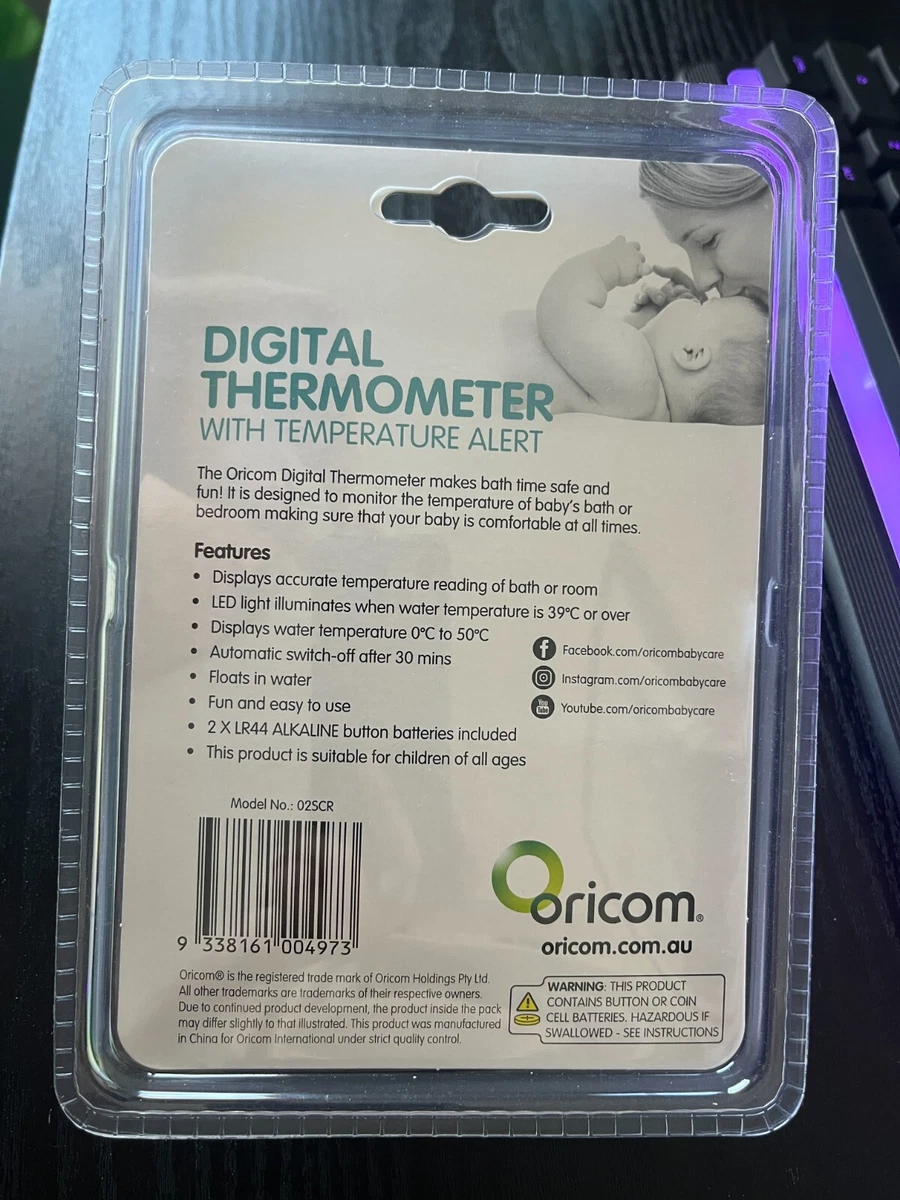 DIGITAL
THERMOMETER
WITH TEMPERATURE ALERT
The Oricom Digital Thermometer makes bath time safe and
fun! It is designed to monitor the temperature of baby's bath or
bedroom making sure that your baby is comfortable at all times.
Features
• Displays accurate temperature reading of bath or room
• LED light illuminates when water temperature is 39°C or over
• Displays water temperature 0°C to 50°C
• Automatic switch-off after 30 mins
• Floats in water
• Fun and easy to use
• 2 X LR44 ALKALINE button batteries included
• This product is suitable for children of all ages
Facebook.com/oricombabycare
Instagram.com/oricombabycare
You Tube
Youtube.com/oricombabycare
Model No.: 02SCR
9 338161 004973
oricom®
oricom.com.au
Oricom® is the registered trade mark of Oricom Holdings Pty Ltd.
All other trademarks are trademarks of their respective owners.
Due to continued product development, the product inside the pack
may differ slightly to that illustrated. This product was manufactured
in China for Oricom International under strict quality control.
WARNING: THIS PRODUCT
CONTAINS BUTTON OR COIN
CELL BATTERIES. HAZARDOUS IF
SWALLOWED - SEE INSTRUCTIONS